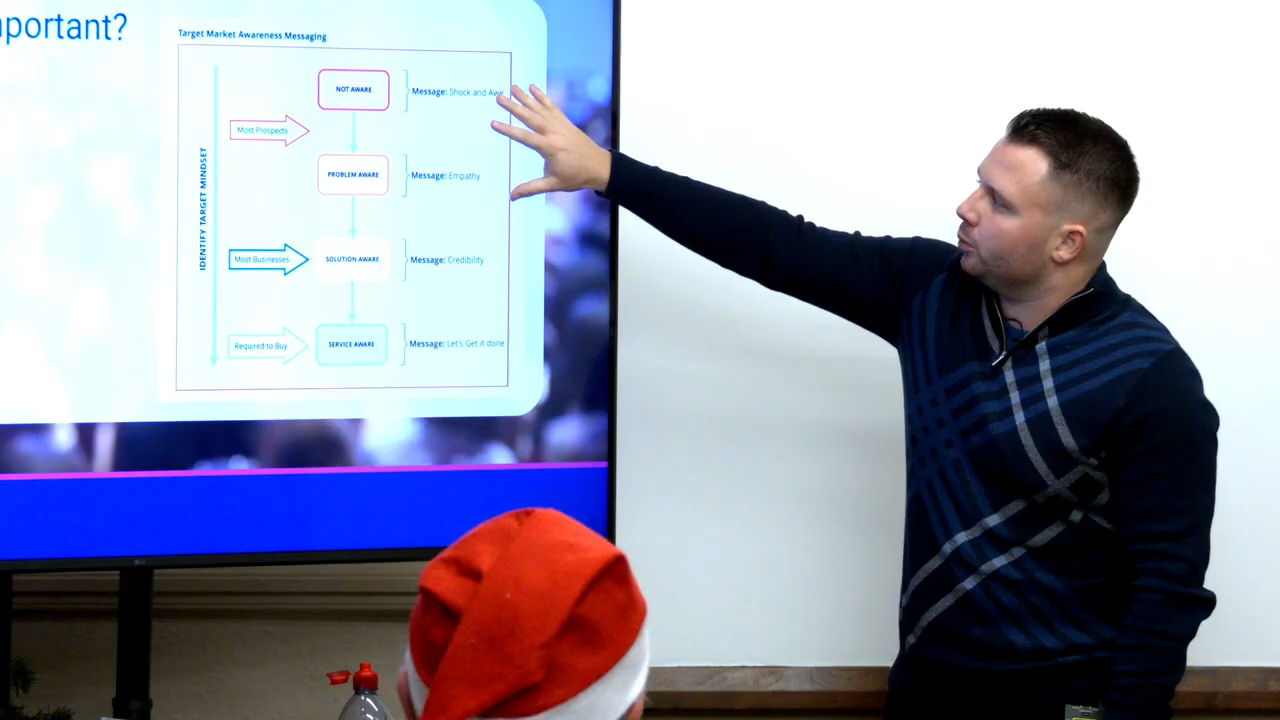 mportant?
Target Market Awareness Messaging
IDENTIFY TARGET MINDSET
NOT AWARE
Message: Shock and Awe
Most Prospects
PROBLEM AWARE
Message: Empathy
Most Businesses
SOLUTION AWARE
Message: Credibility
Required to Buy
SERVICE AWARE
Message: Let's Get it done
LG